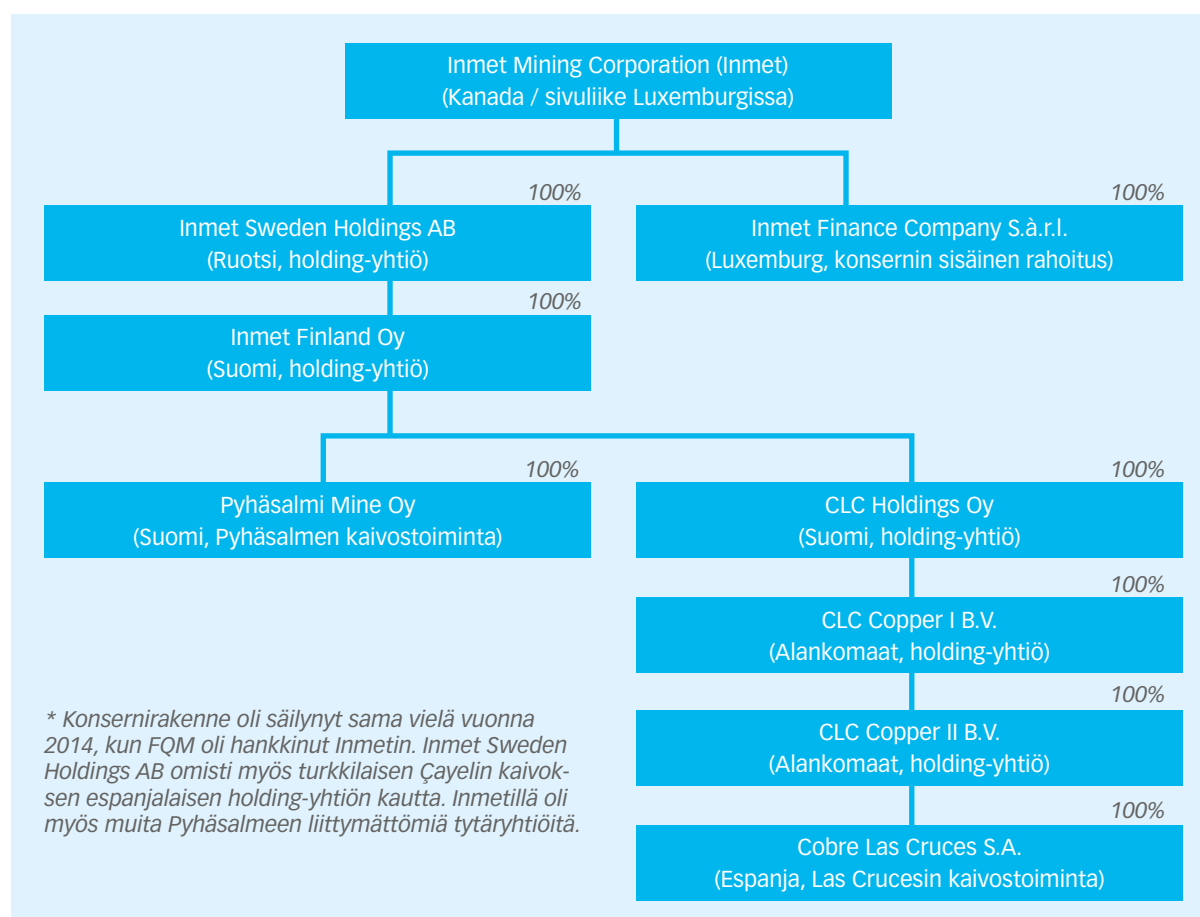 Inmet Mining Corporation (Inmet)
(Kanada / sivuliike Luxemburgissa)
100%
Inmet Sweden Holdings AB
(Ruotsi, holding-yhtiö)
100%
Inmet Finance Company S.à.r.l.
(Luxemburg, konsernin sisäinen rahoitus)
100%
Inmet Finland Oy
(Suomi, holding-yhtiö)
100%
Pyhäsalmi Mine Oy
(Suomi, Pyhäsalmen kaivostoiminta)
100%
CLC Holdings Oy
(Suomi, holding-yhtiö)
100%
CLC Copper I B.V.
(Alankomaat, holding-yhtiö)
100%
CLC Copper II B.V.
(Alankomaat, holding-yhtiö)
100%
Cobre Las Cruces S.A.
(Espanja, Las Crucesin kaivostoiminta)
* Konsernirakenne oli säilynyt sama vielä vuonna
2014, kun FQM oli hankkinut Inmetin. Inmet Sweden
Holdings AB omisti myös turkkilaisen Çayelin kaivok-
sen espanjalaisen holding-yhtiön kautta. Inmetillä oli
myös muita Pyhäsalmeen liittymättömiä tytäryhtiöitä.